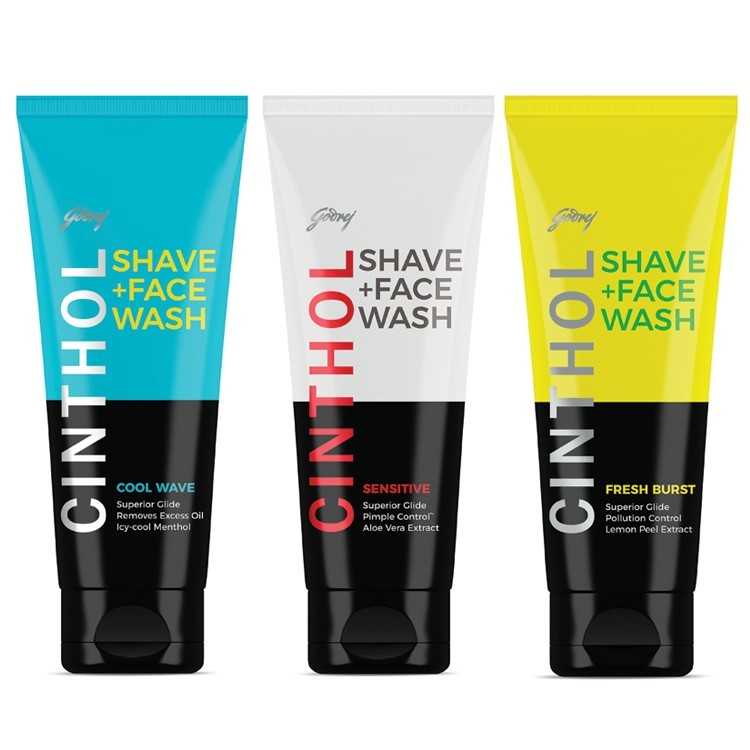 Godrej
CINTHOL
SHAVE
+FACE
WASH
COOL WAVE
Superior Glide
Removes Excess Oil
Icy-cool Menthol
Godrej
CINTHOL
SHAVE
+FACE
WASH
SENSITIVE
Superior Glide
Pimple Control™
Aloe Vera Extract
Godrej
CINTHOL
SHAVE
+FACE
WASH
FRESH BURST
Superior Glide
Pollution Control
Lemon Peel Extract